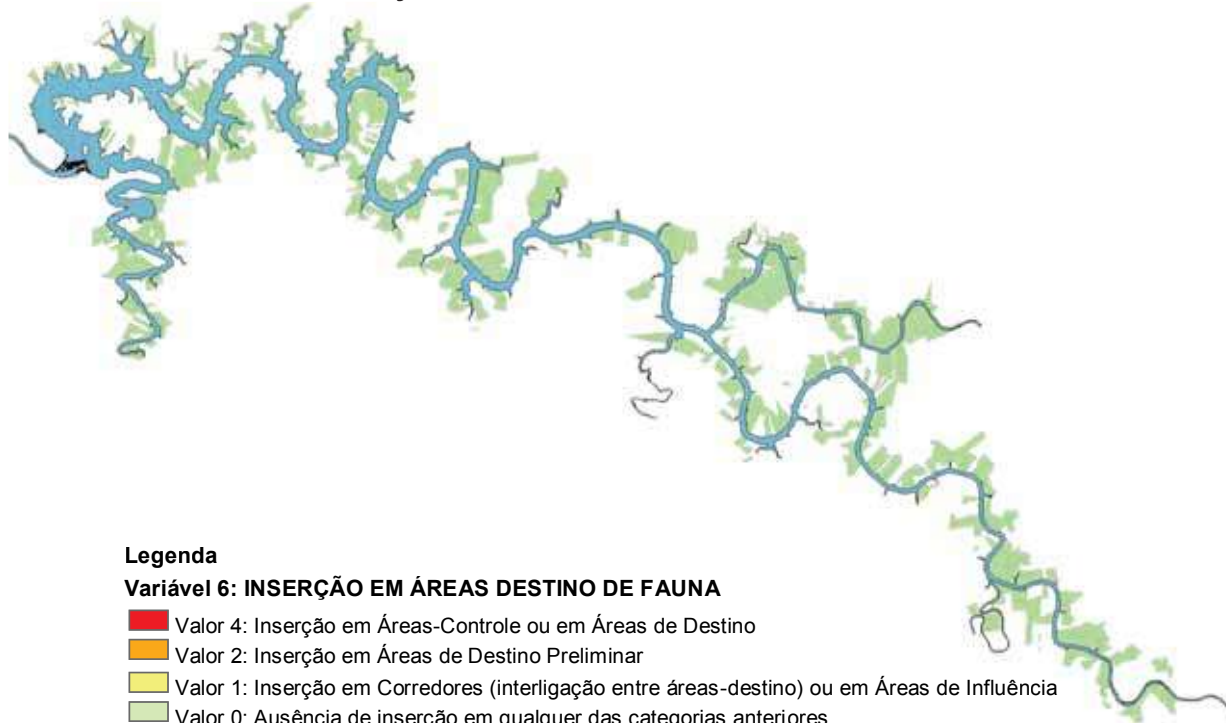 Legenda
Variável 6: INSERÇÃO EM ÁREAS DESTINO DE FAUNA
Valor 4: Inserção em Áreas-Controle ou em Áreas de Destino
Valor 2: Inserção em Áreas de Destino Preliminar
Valor 1: Inserção em Corredores (interligação entre áreas-destino) ou em Áreas de Influência
Valor 0: Ausência de inserção em qualquer das categorias anteriores